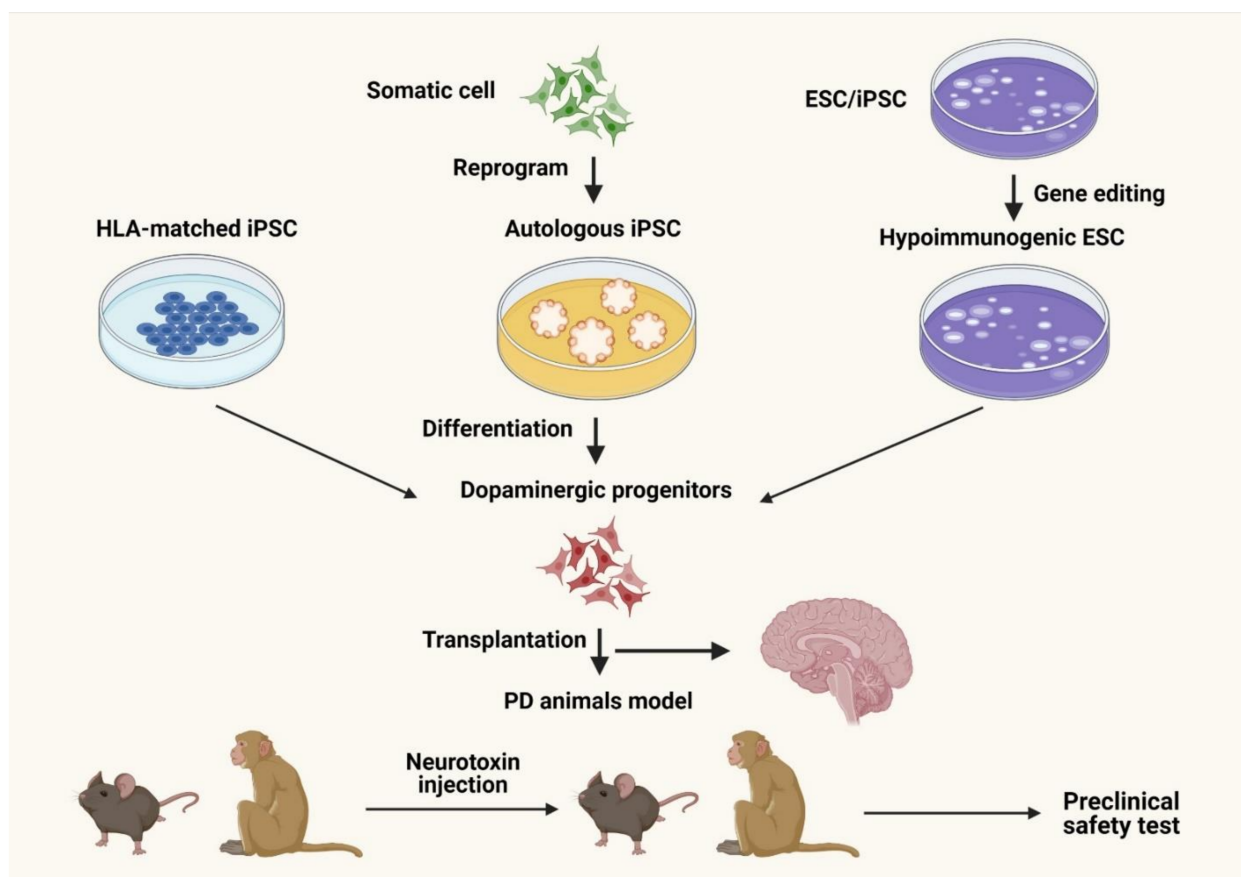 Somatic cell
ESC/iPSC
Reprogram
Gene editing
HLA-matched iPSC
Autologous iPSC
Hypoimmunogenic ESC
Differentiation
Dopaminergic progenitors
Transplantation
PD animals model
Neurotoxin
injection
Preclinical
safety test